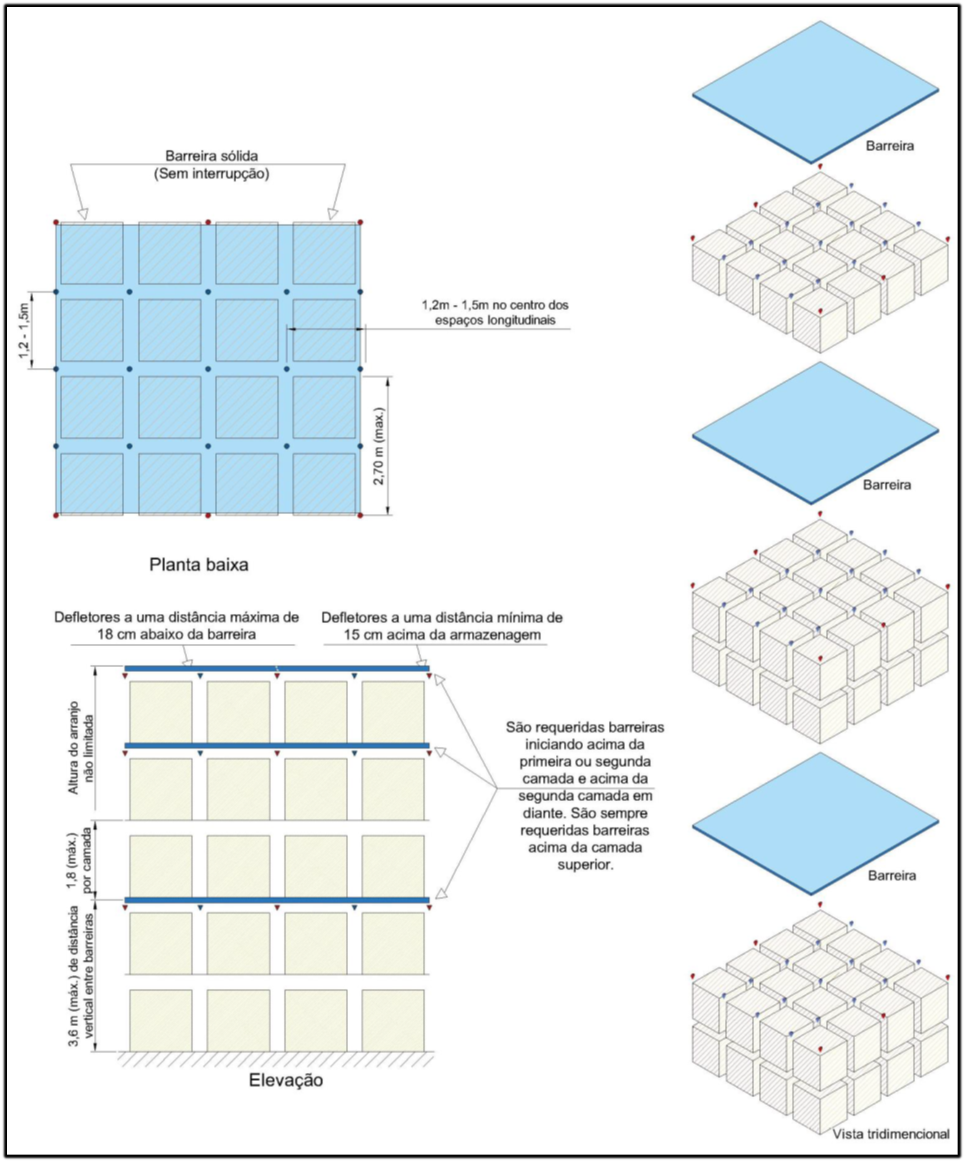 Barreira sólida
(Sem interrupção)
1,2 - 1,5m
1,2m - 1,5m no centro dos
espaços longitudinais
2,70 m (max.)
Planta baixa
Defletores a uma distância máxima de
18 cm abaixo da barreira
Defletores a uma distância mínima de
15 cm acima da armazenagem
Altura do arranjo
não limitada
1,8 (máx.)
por camada
3,6 m (máx.) de distância
vertical entre barreiras
São requeridas barreiras
iniciando acima da
primeira ou segunda
camada e acima da
segunda camada em
diante. São sempre
requeridas barreiras
acima da camada
superior.
Elevação
Barreira
Barreira
Barreira
Vista tridimencional